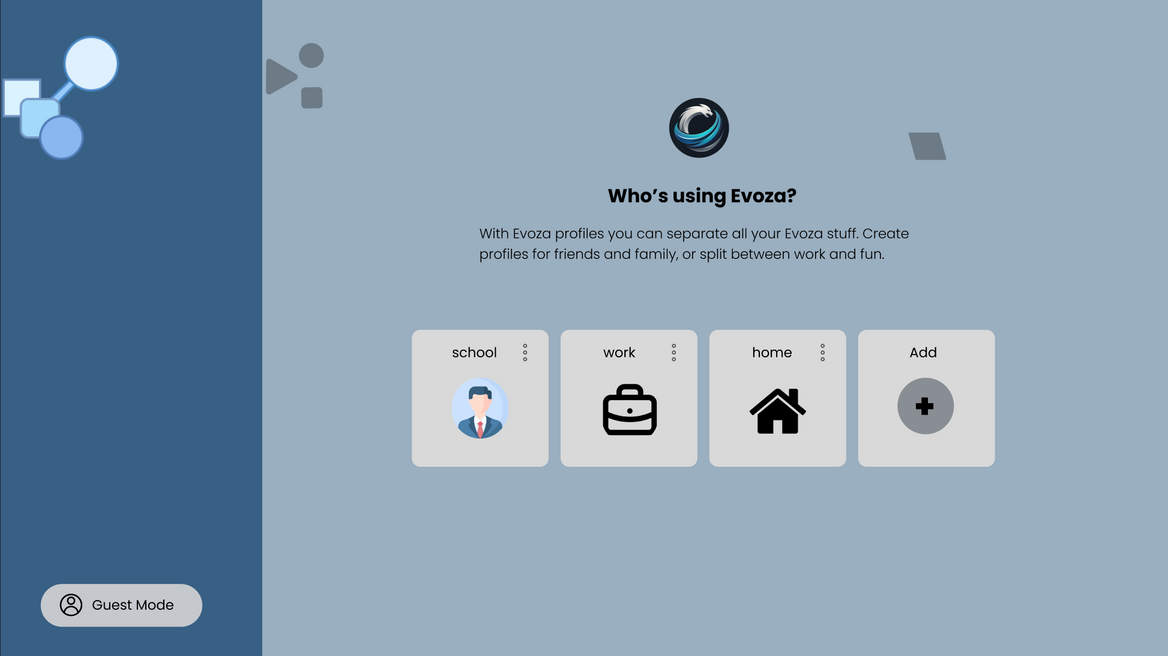 Who’s using Evoza?
With Evoza profiles you can separate all your Evoza stuff. Create
profiles for friends and family, or split between work and fun.
school
work
home
Add
Guest Mode